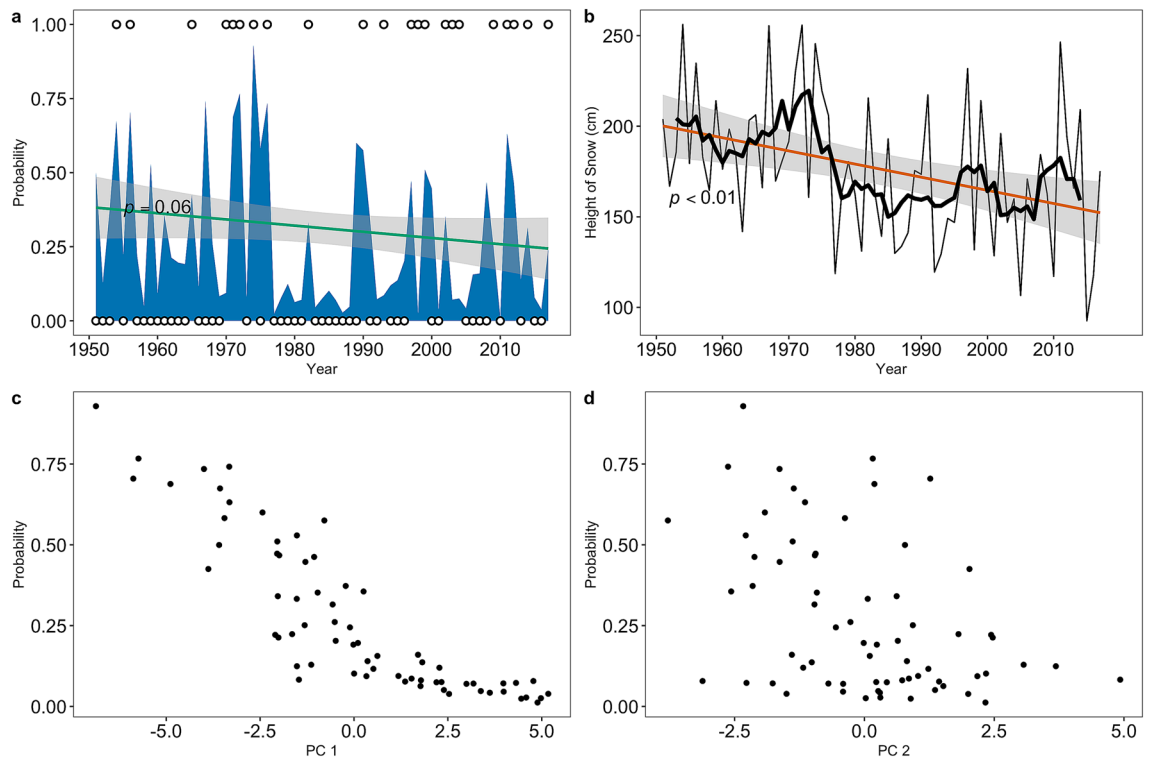 a
1.00
0.75
0.50
0.25
0.00
Probability
p = 0.06
1950 1960 1970 1980 1990 2000 2010
Year
b
250
200
150
100
Height of Snow (cm)
p < 0.01
1950 1960 1970 1980 1990 2000 2010
Year
c
0.75
0.50
0.25
0.00
Probability
-5.0 -2.5 0.0 2.5 5.0
PC 1
d
0.75
0.50
0.25
0.00
Probability
-2.5 0.0 2.5 5.0
PC 2